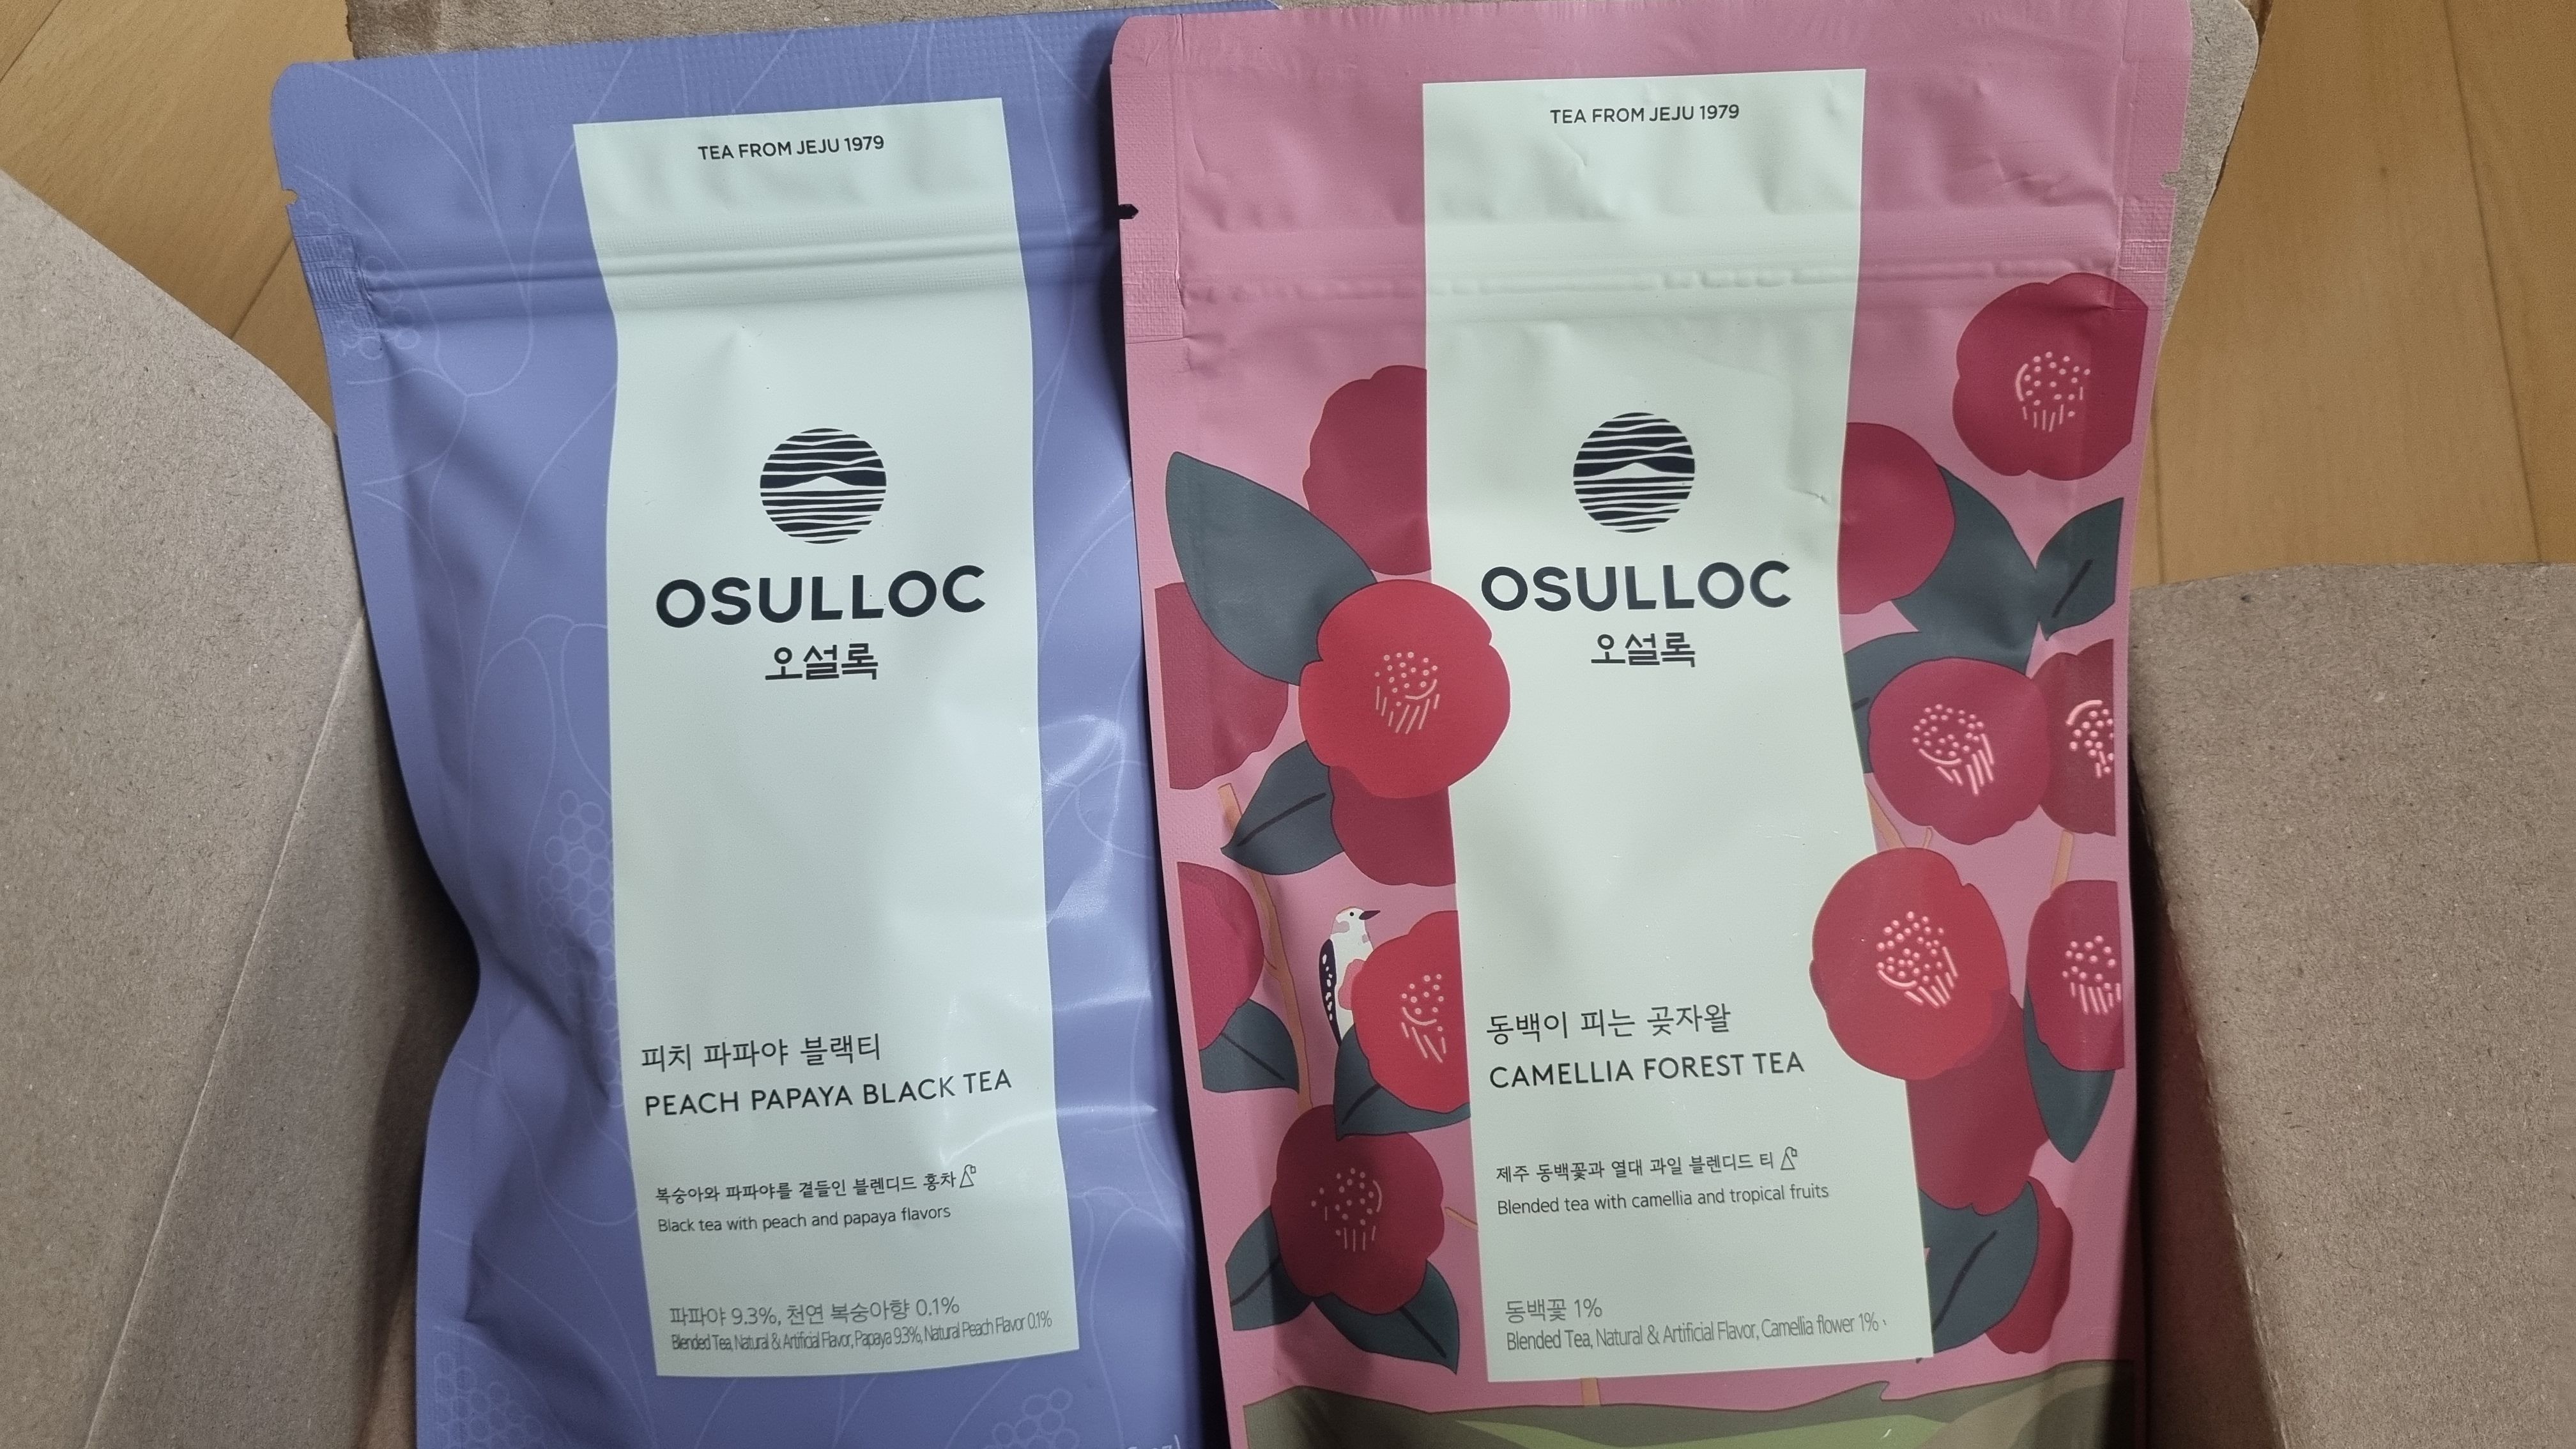 TEA FROM JEJU 1979
OSULLOC
오설록
피치 파파야 블랙티
PEACH PAPAYA BLACK TEA
복숭아와 파파야를 곁들인 블렌디드 홍차
Black tea with peach and papaya flavors
파파야 9.3%, 천연 복숭아향 0.1%
Blended Tea, Natural & Artificial Flavor, Papaya 9.3%, Natural Peach Flavor 0.1%
TEA FROM JEJU 1979
OSULLOC
오설록
동백이 피는 곶자왈
CAMELLIA FOREST TEA
제주 동백꽃과 열대 과일 블렌디드 티
Blended tea with camellia and tropical fruits
동백꽃 1%
Blended Tea, Natural & Artificial Flavor, Camellia flower 1%